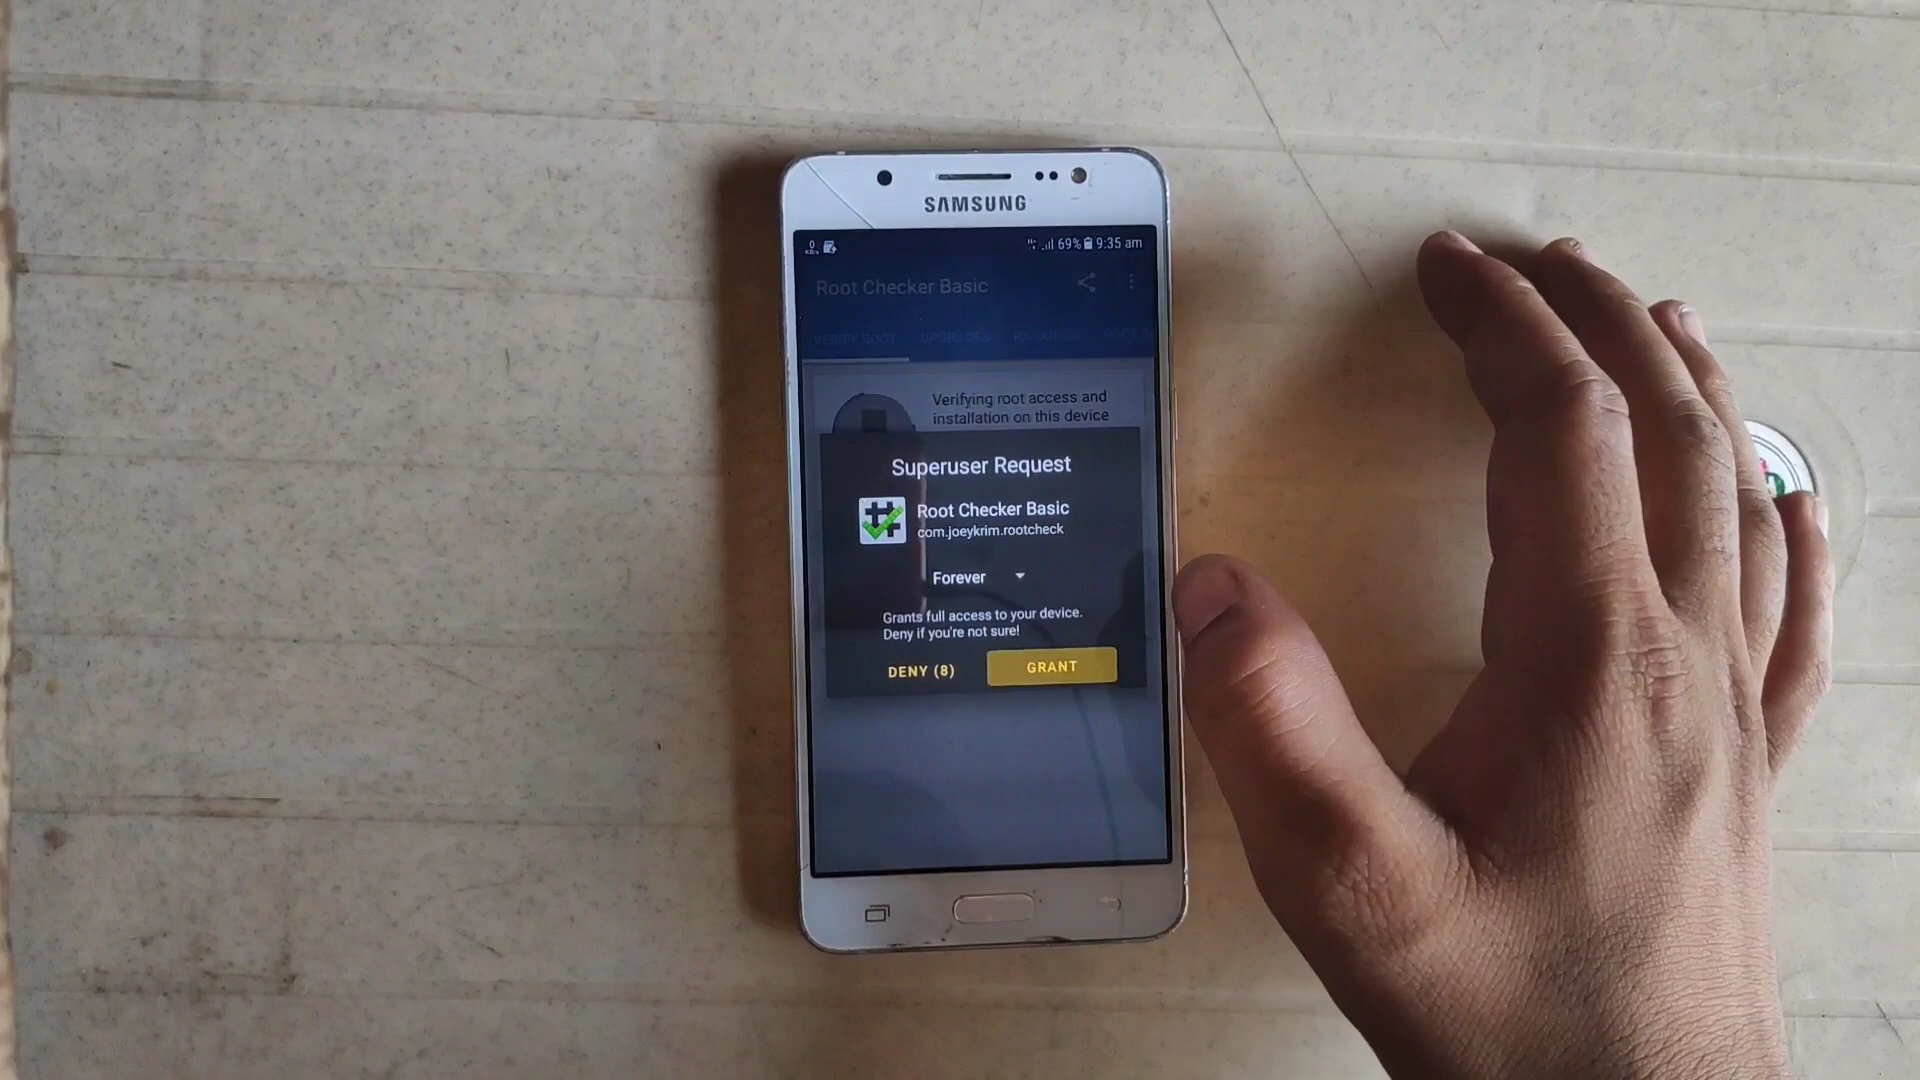 SAMSUNG
0
KB/s
69% 9:35 am
Root Checker Basic
VERIFY ROOT UPGRADES
Verifying root access and
installation on this device
Superuser Request
Root Checker Basic
com.joeykrim.rootcheck
Forever
Grants full access to your device.
Deny if you're not sure!
DENY (8) GRANT